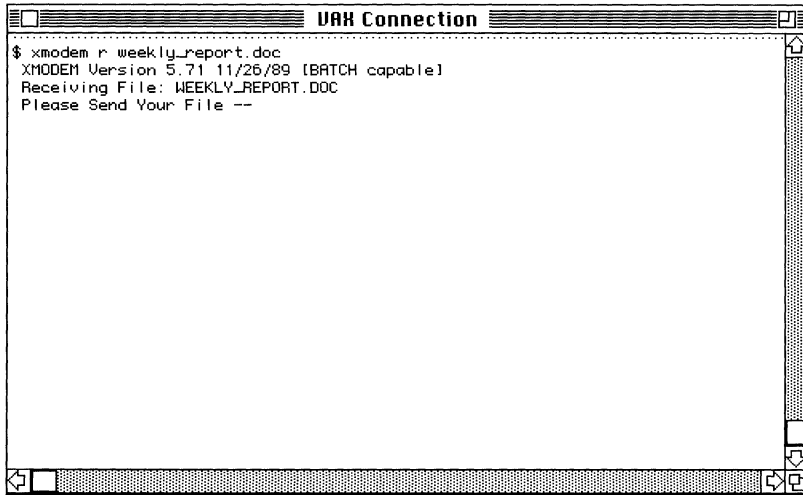 VAX Connection
$ xmodem r weekly_report.doc
XMODEM Version 5.71 11/26/89 [BATCH capable]
Receiving File: WEEKLY_REPORT.DOC
Please Send Your File --